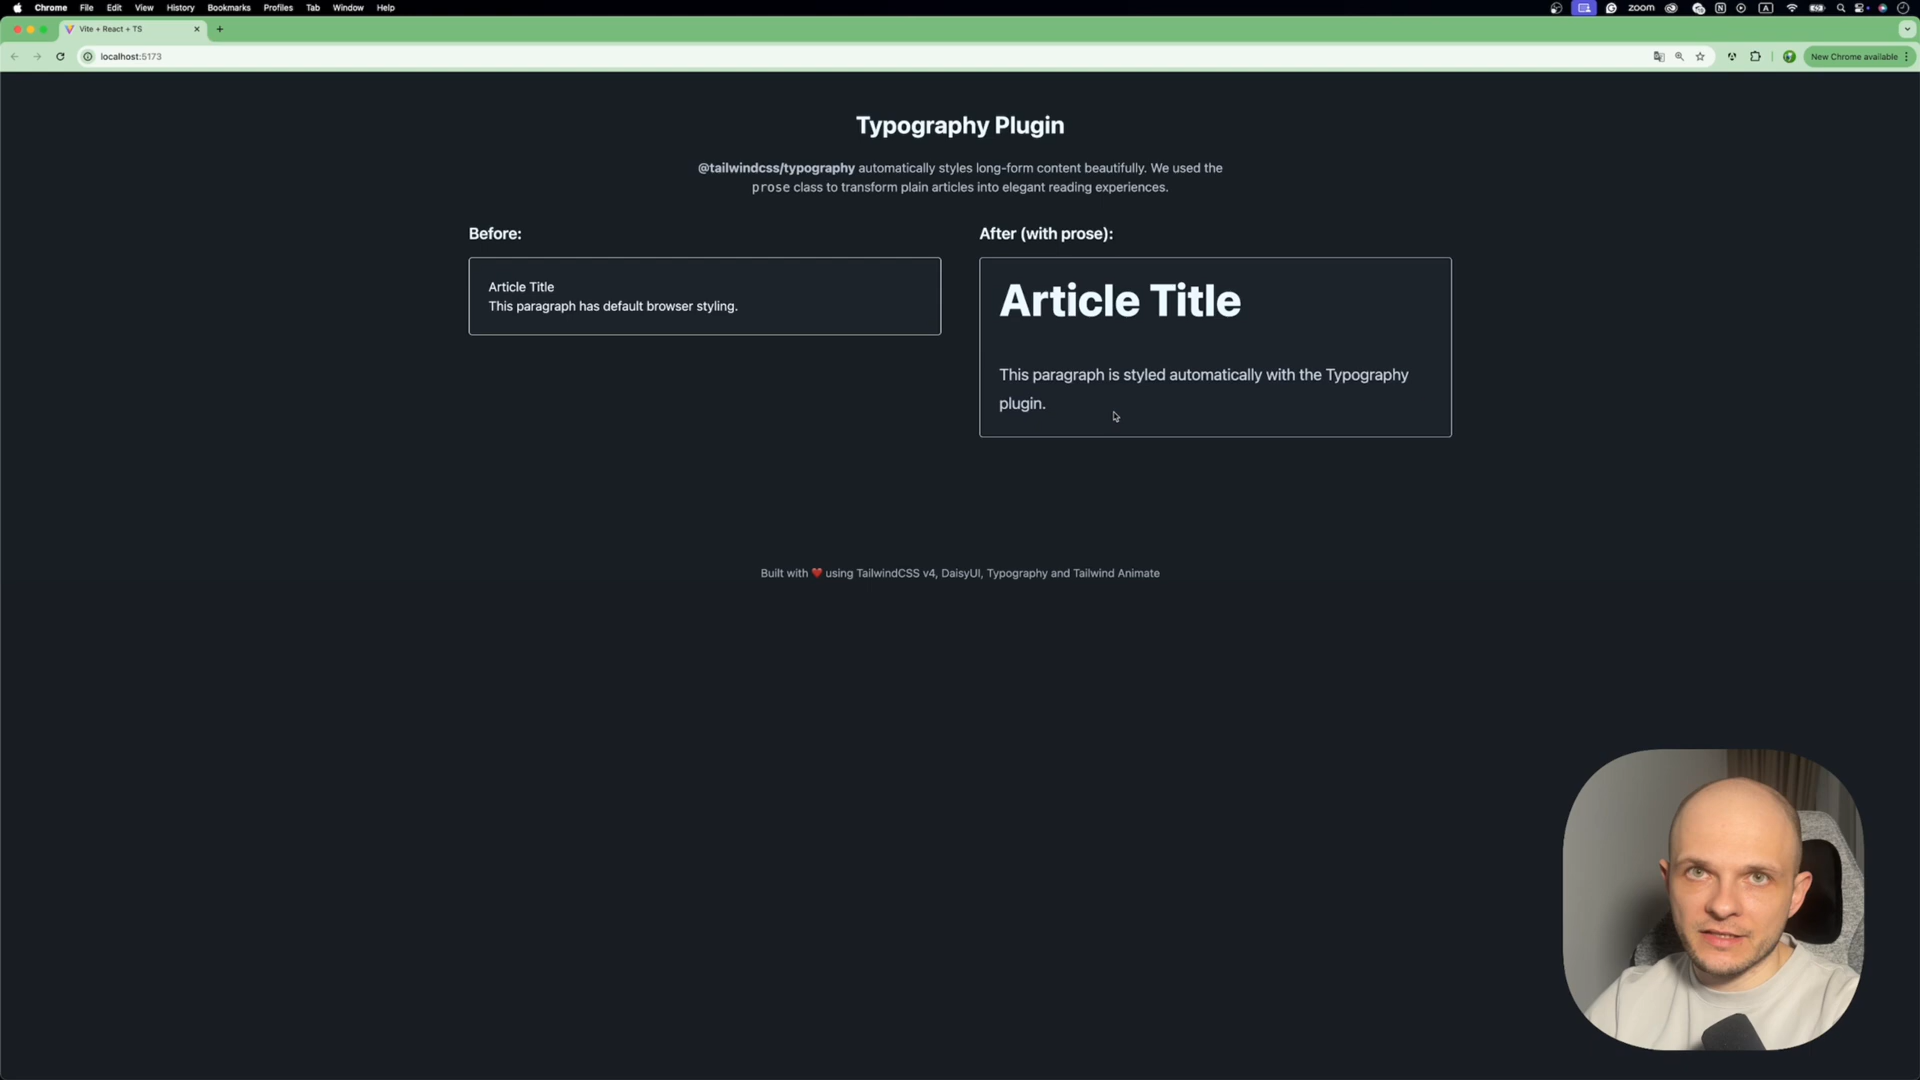 Chrome File Edit View History Bookmarks Profiles Tab Window Help
zoom
Vite + React + TS
localhost:5173
New Chrome available
Typography Plugin
@tailwindcss/typography automatically styles long-form content beautifully. We used the
prose class to transform plain articles into elegant reading experiences.
Before:
Article Title
This paragraph has default browser styling.
After (with prose):
Article Title
This paragraph is styled automatically with the Typography
plugin.
Built with ❤️ using TailwindCSS v4, DaisyUI, Typography and Tailwind Animate